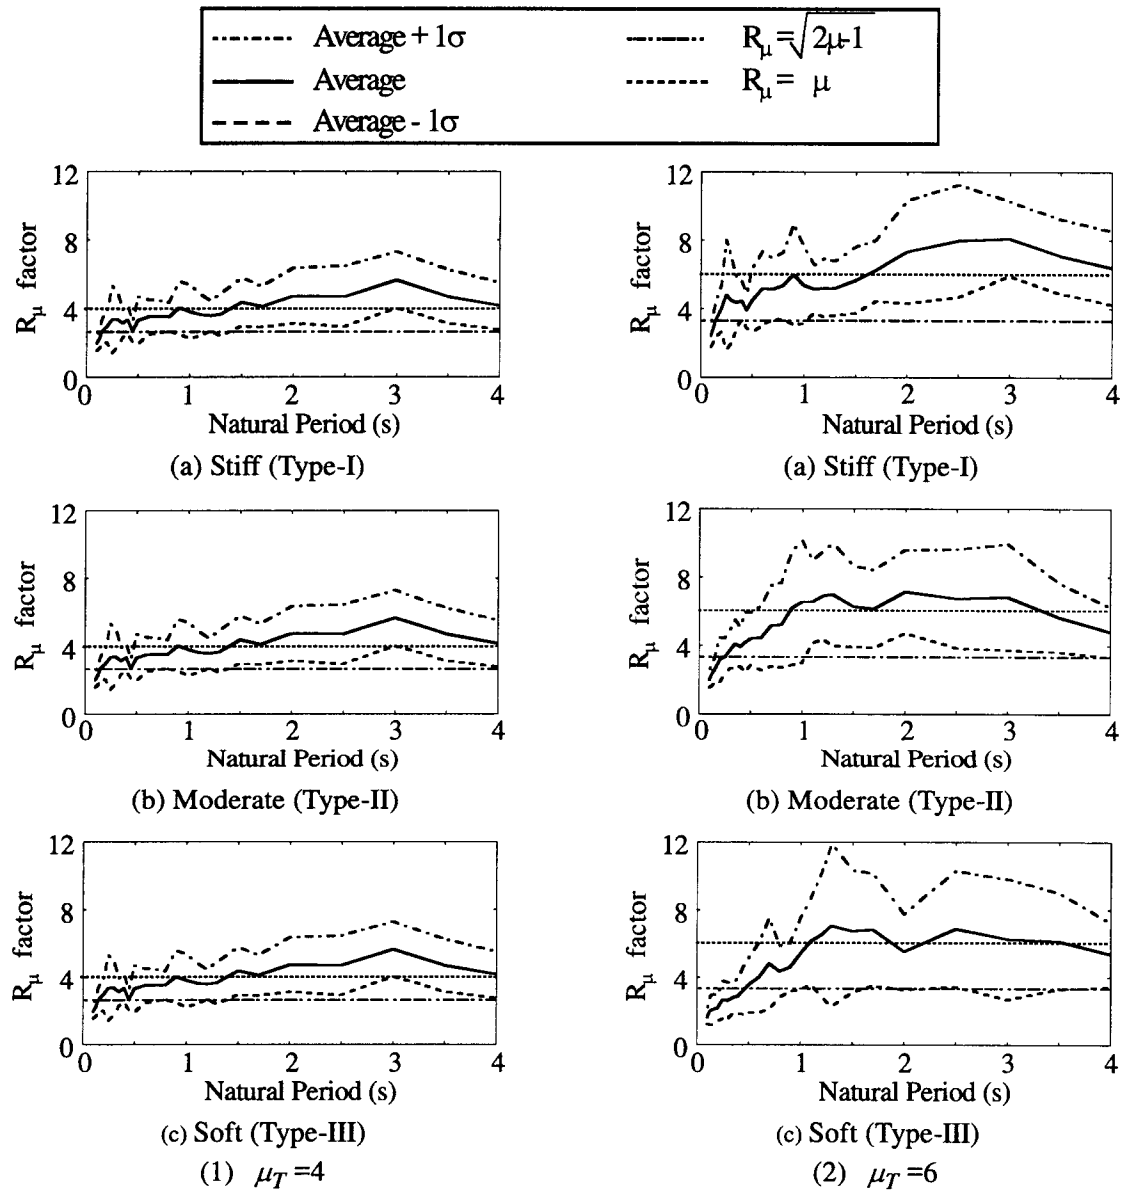 Average + 1σ
Average
Average - 1σ
R_μ = √2μ-1
R_μ = μ
12
8
4
0
R_μ factor
0 1 2 3 4
Natural Period (s)
(a) Stiff (Type-I)
12
8
4
0
R_μ factor
0 1 2 3 4
Natural Period (s)
(a) Stiff (Type-I)
12
8
4
0
R_μ factor
0 1 2 3 4
Natural Period (s)
(b) Moderate (Type-II)
12
8
4
0
R_μ factor
0 1 2 3 4
Natural Period (s)
(b) Moderate (Type-II)
12
8
4
0
R_μ factor
0 1 2 3 4
Natural Period (s)
(c) Soft (Type-III)
(1) μ_T =4
12
8
4
0
R_μ factor
0 1 2 3 4
Natural Period (s)
(c) Soft (Type-III)
(2) μ_T =6